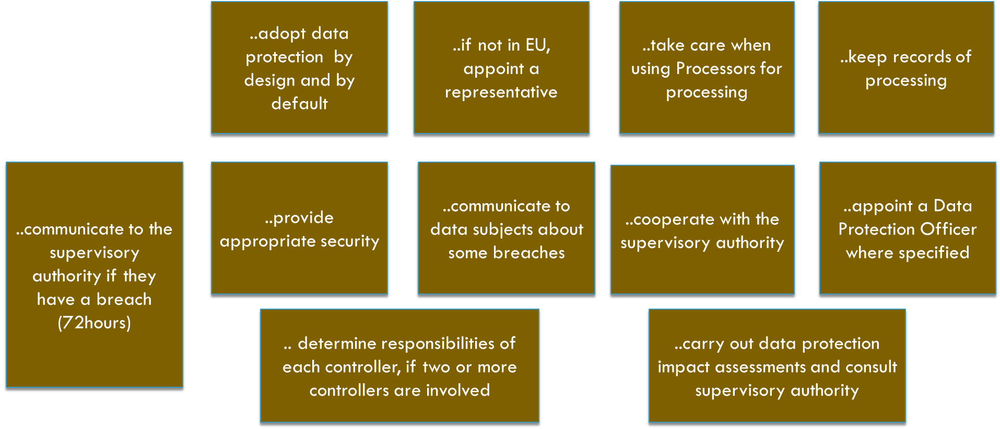 ..adopt data
protection by
design and by
default
..if not in EU,
appoint a
representative
..take care when
using Processors for
processing
..keep records of
processing
..communicate to the
supervisory
authority if they
have a breach
(72hours)
..provide
appropriate security
..communicate to
data subjects about
some breaches
..cooperate with the
supervisory authority
..appoint a Data
Protection Officer
where specified
.. determine responsibilities of
each controller, if two or more
controllers are involved
..carry out data protection
impact assessments and consult
supervisory authority